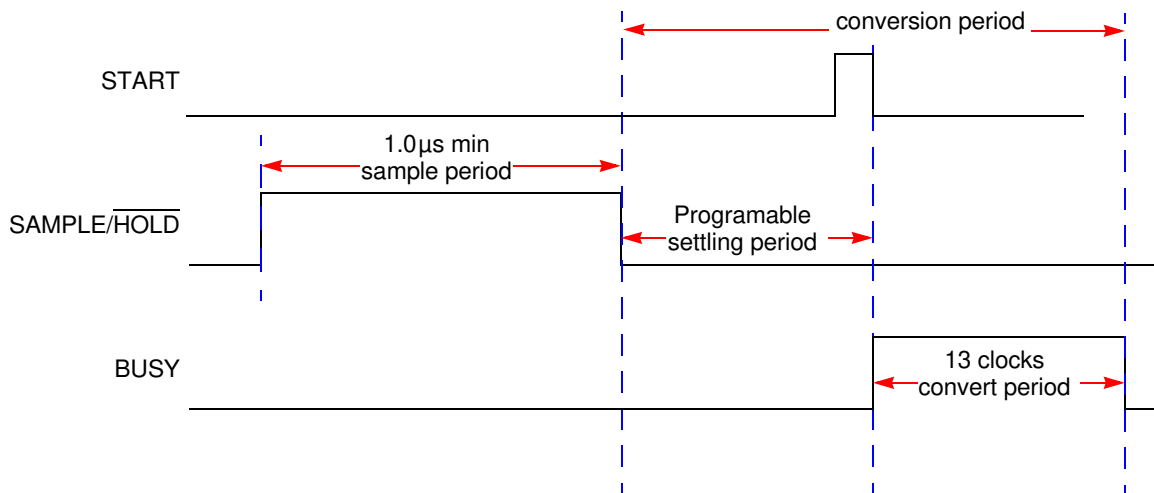 conversion period
START
1.0µs min
sample period
SAMPLE/HOLD
Programable
settling period
BUSY
13 clocks
convert period